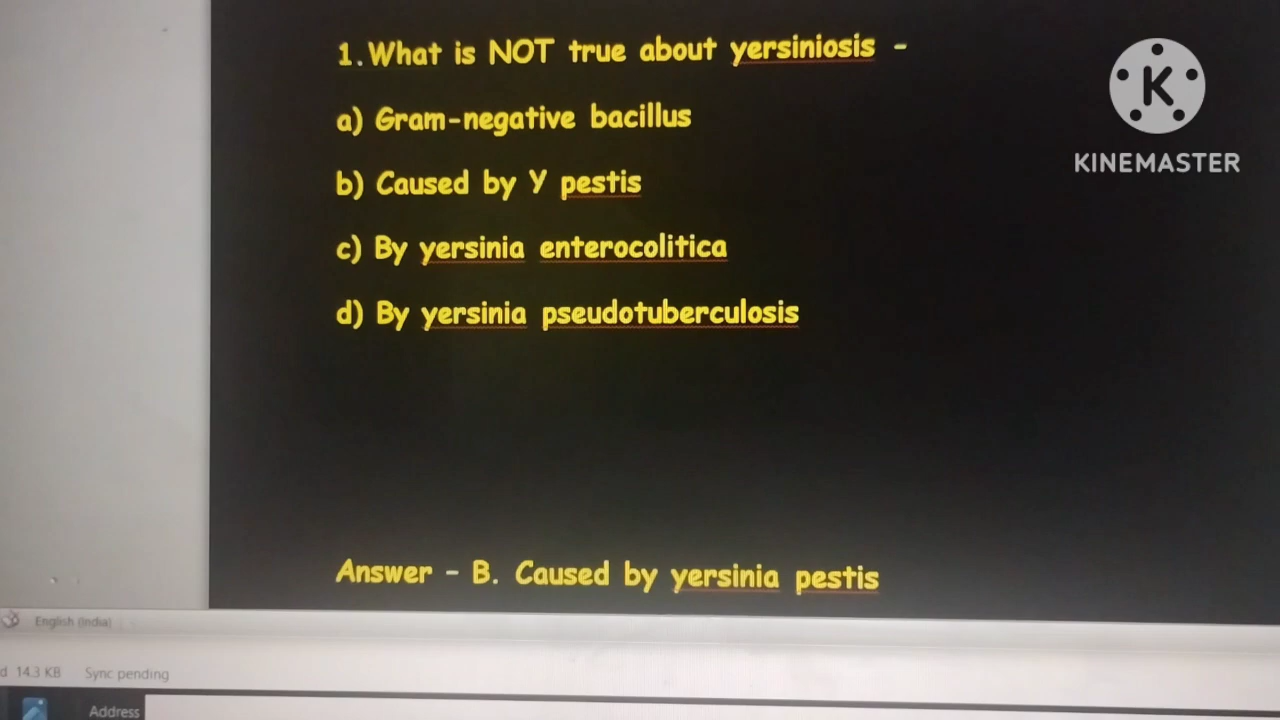 1. What is NOT true about yersiniosis -
a) Gram-negative bacillus
b) Caused by Y pestis
c) By yersinia enterocolitica
d) By yersinia pseudotuberculosis
Answer - B. Caused by yersinia pestis
KINEMASTER
English (India)
d 14.3 KB Sync pending
Address